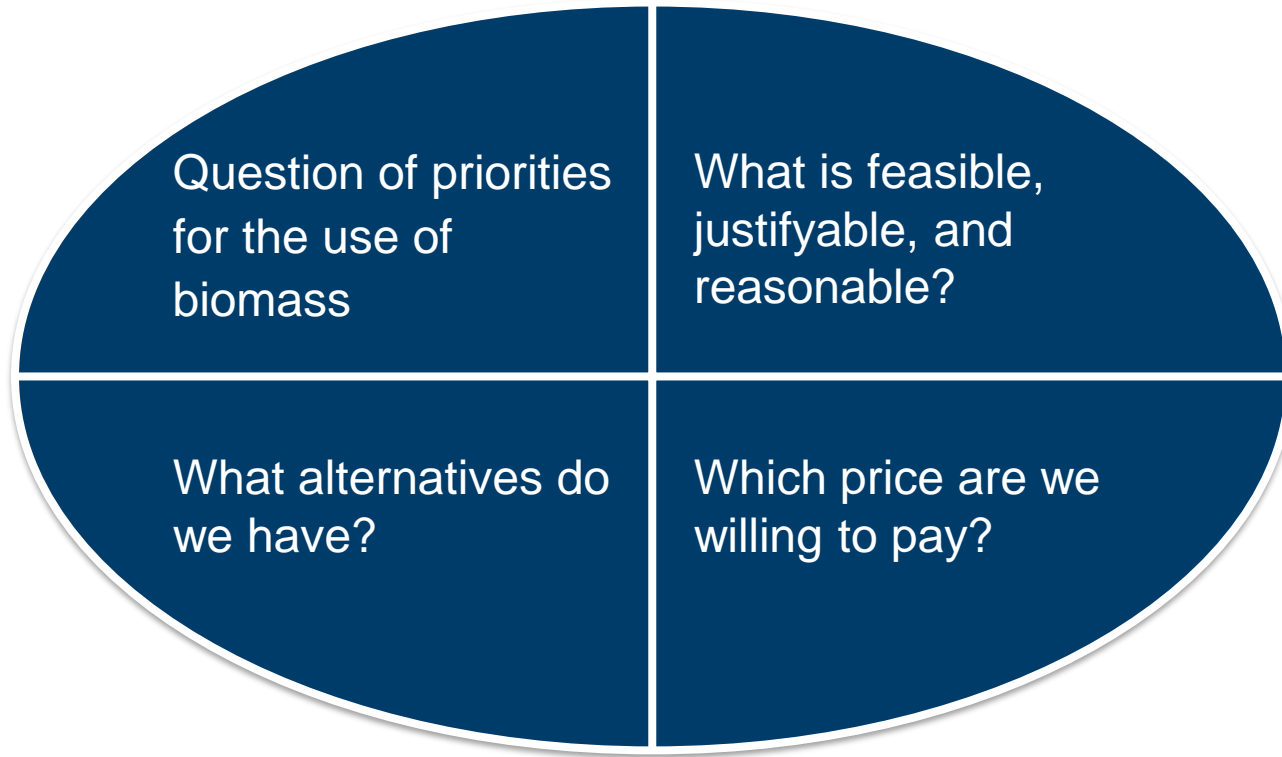 Question of priorities
for the use of
biomass
What is feasible,
justifyable, and
reasonable?
What alternatives do
we have?
Which price are we
willing to pay?